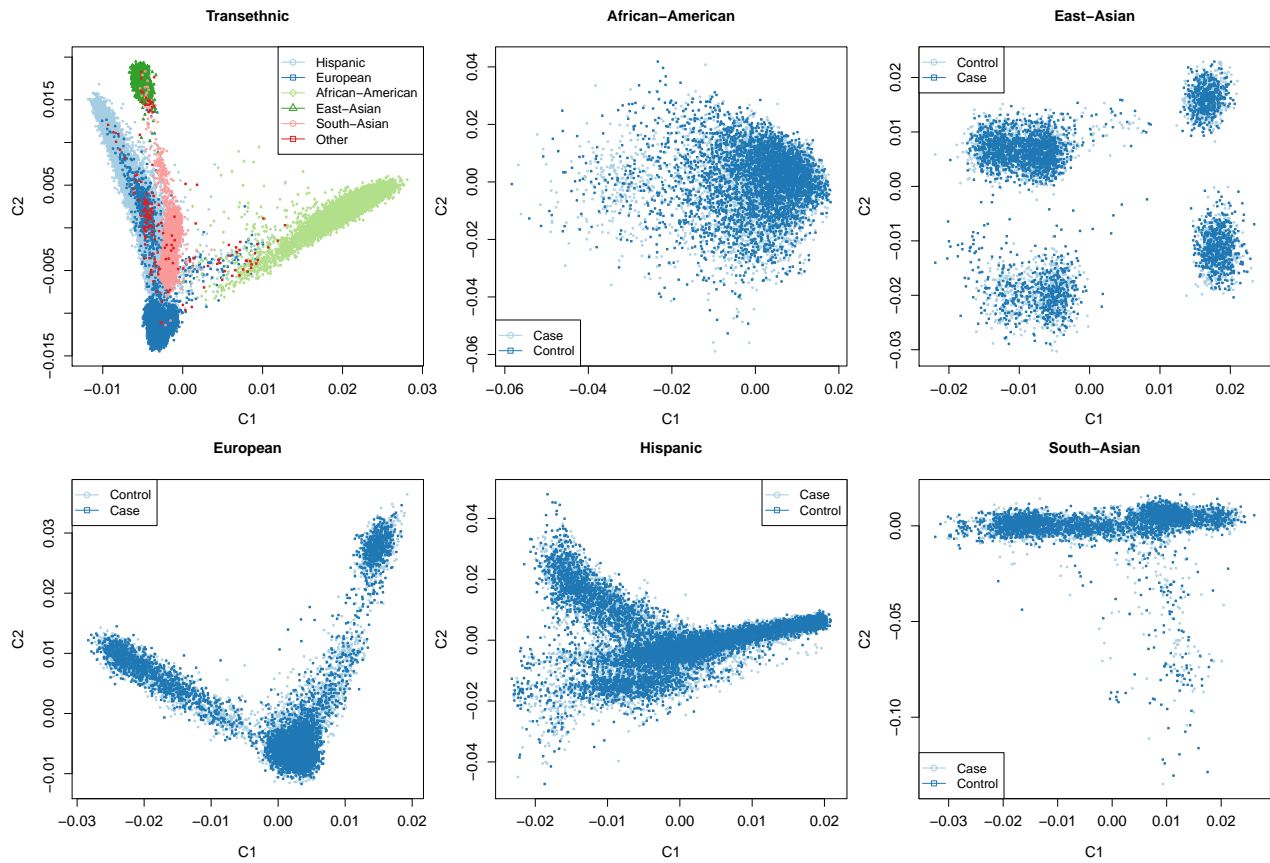 Transethnic
C2
0.015
0.005
−0.005
−0.015
−0.01
0.00
0.01
0.02
0.03
C1
Hispanic
European
African−American
East−Asian
South−Asian
Other
African−American
C2
0.04
0.02
0.00
−0.02
−0.04
−0.06
−0.06
−0.04
−0.02
0.00
0.02
C1
Case
Control
East−Asian
C2
0.02
0.01
0.00
−0.01
−0.02
−0.03
−0.02
−0.01
0.00
0.01
0.02
C1
Control
Case
European
C2
0.03
0.02
0.01
0.00
−0.01
−0.03
−0.02
−0.01
0.00
0.01
0.02
C1
Control
Case
Hispanic
C2
0.04
0.02
0.00
−0.02
−0.04
−0.02
−0.01
0.00
0.01
0.02
C1
Case
Control
South−Asian
C2
0.00
−0.05
−0.10
−0.03
−0.02
−0.01
0.00
0.01
0.02
C1
Case
Control